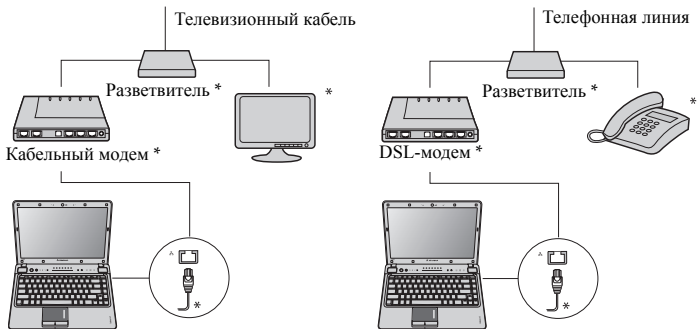 Телевизионный кабель
Разветвитель *
*
Кабельный модем *
*
Телефонная линия
Разветвитель *
*
DSL-модем *
*